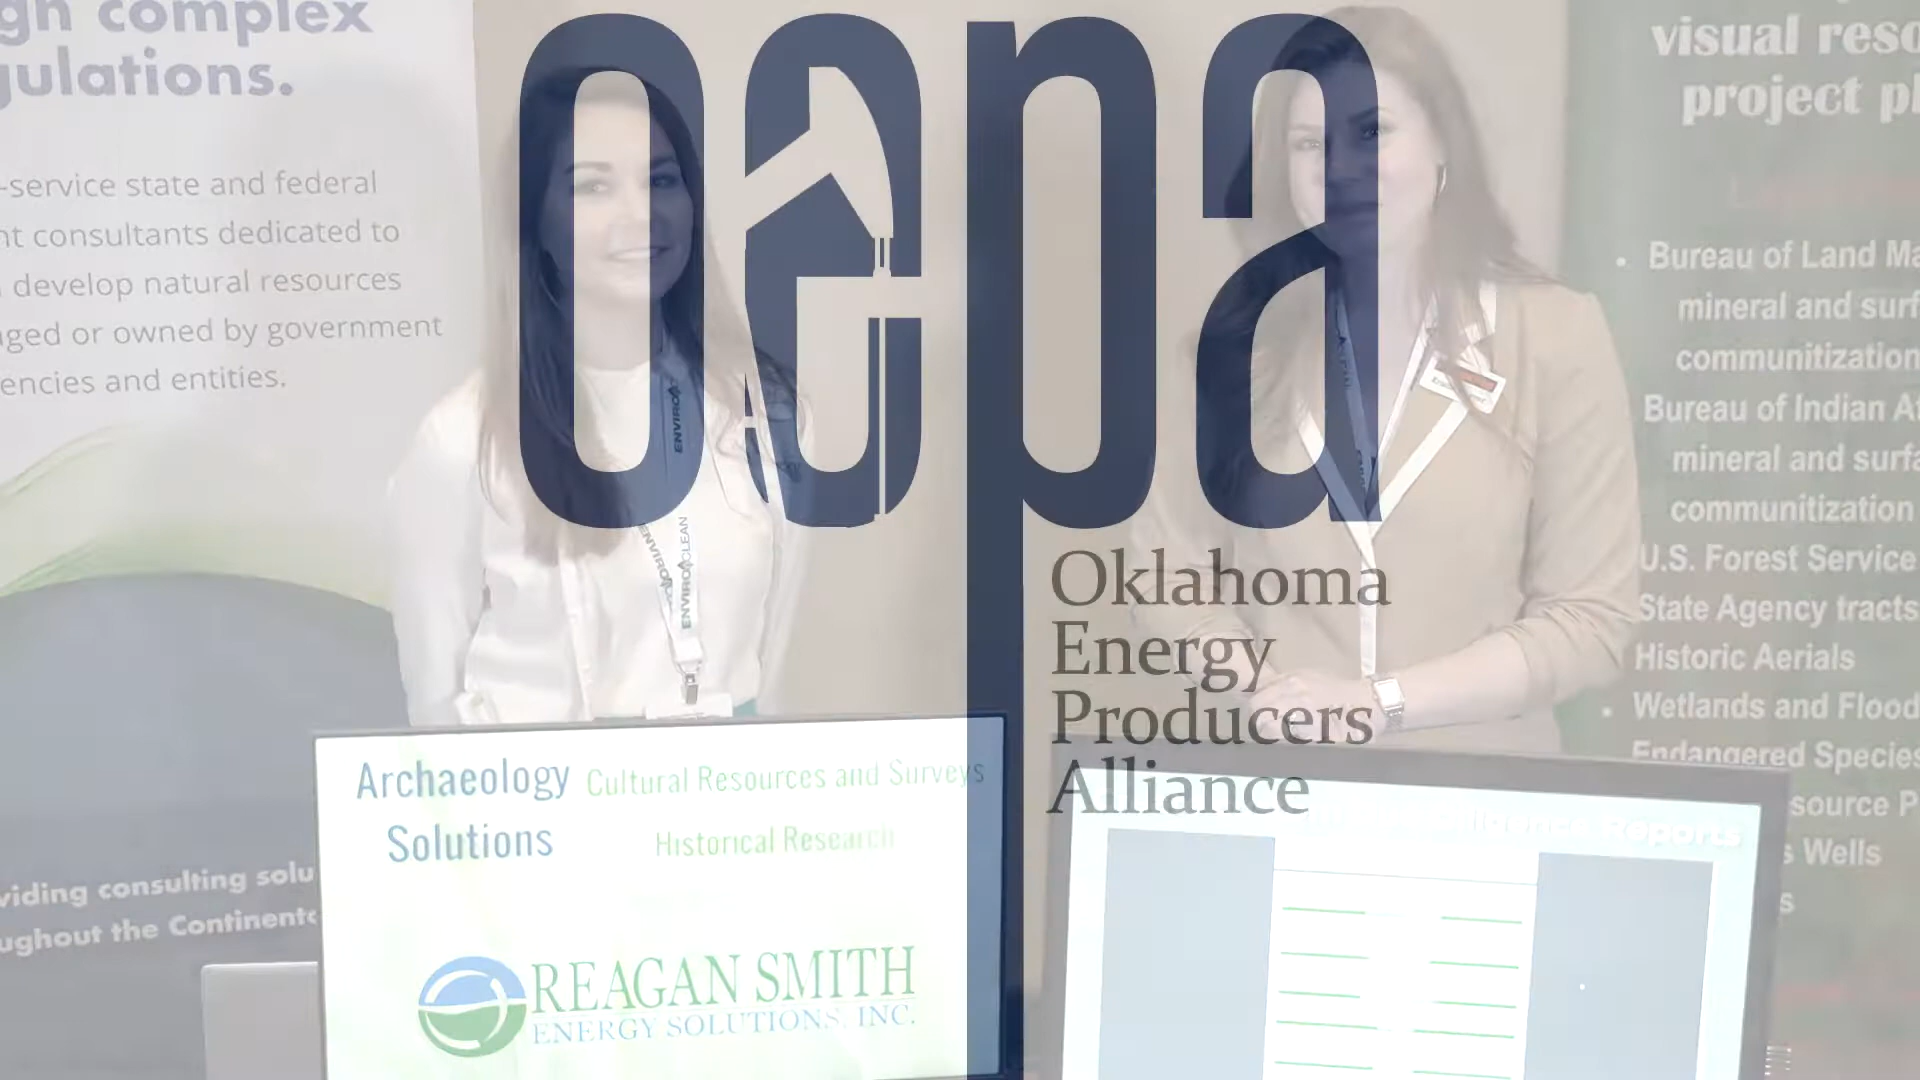 gh complex
gulations.
-service state and federal
nt consultants dedicated to
develop natural resources
aged or owned by government
encies and entities.
viding consulting solu
ughout the Continent
oepa
Oklahoma
Energy
Producers
Alliance
ENVIRO
ENVIROCLEAN
Archaeology
Solutions
Cultural Resources and Surveys
Historical Research
REAGAN SMITH
ENERGY SOLUTIONS, INC.
Reports
visual reso
project pl
• Bureau of Land Ma
mineral and surf
communitization
Bureau of Indian Af
mineral and surfa
communitization
U.S. Forest Service
State Agency tracts
Historic Aerials
• Wetlands and Flood
Endangered Species
source P
s Wells
s